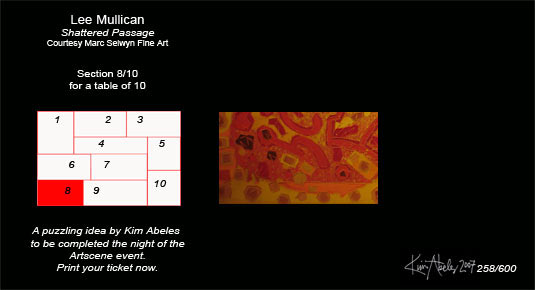 Lee Mullican
Shattered Passage
Courtesy Marc Selwyn Fine Art
Section 8/10
for a table of 10
1 2 3
4 5
6 7
8 9 10
A puzzling idea by Kim Abeles
to be completed the night of the
Artscene event.
Print your ticket now.
Kim Abeles 2007 258/600